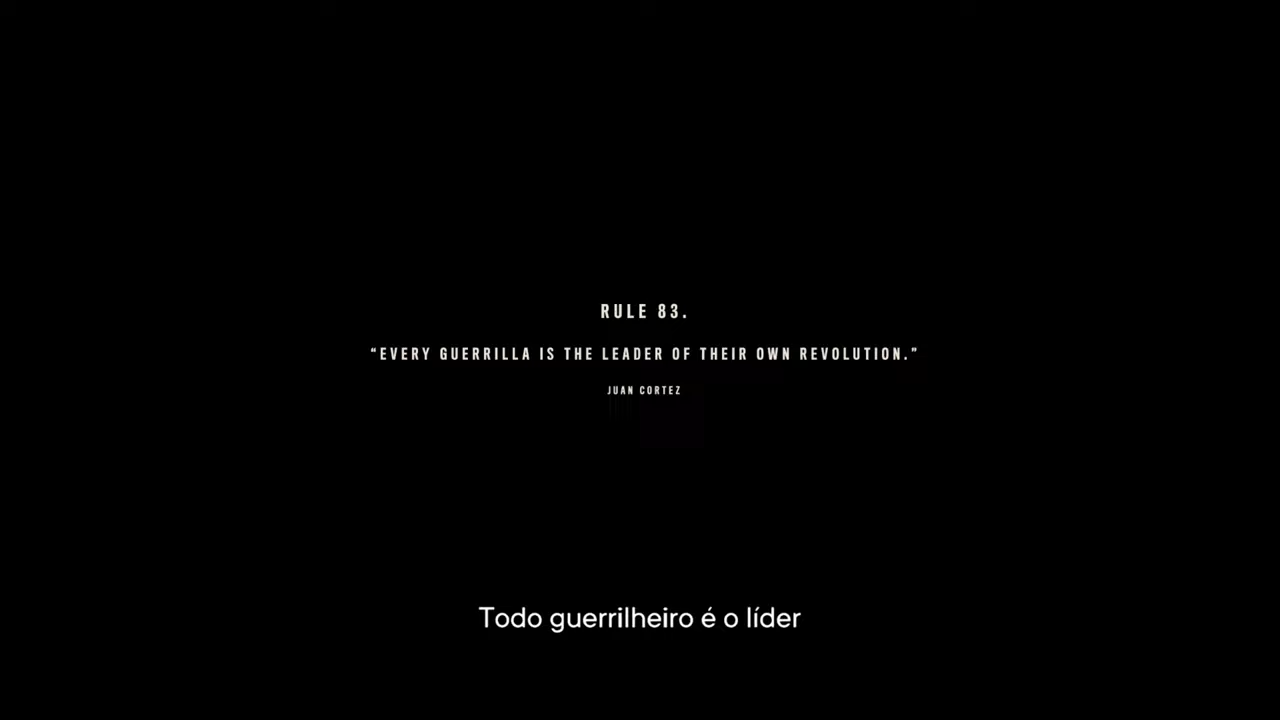 RULE 83.
“EVERY GUERRILLA IS THE LEADER OF THEIR OWN REVOLUTION.”
JUAN CORTEZ
Todo guerrilheiro é o líder